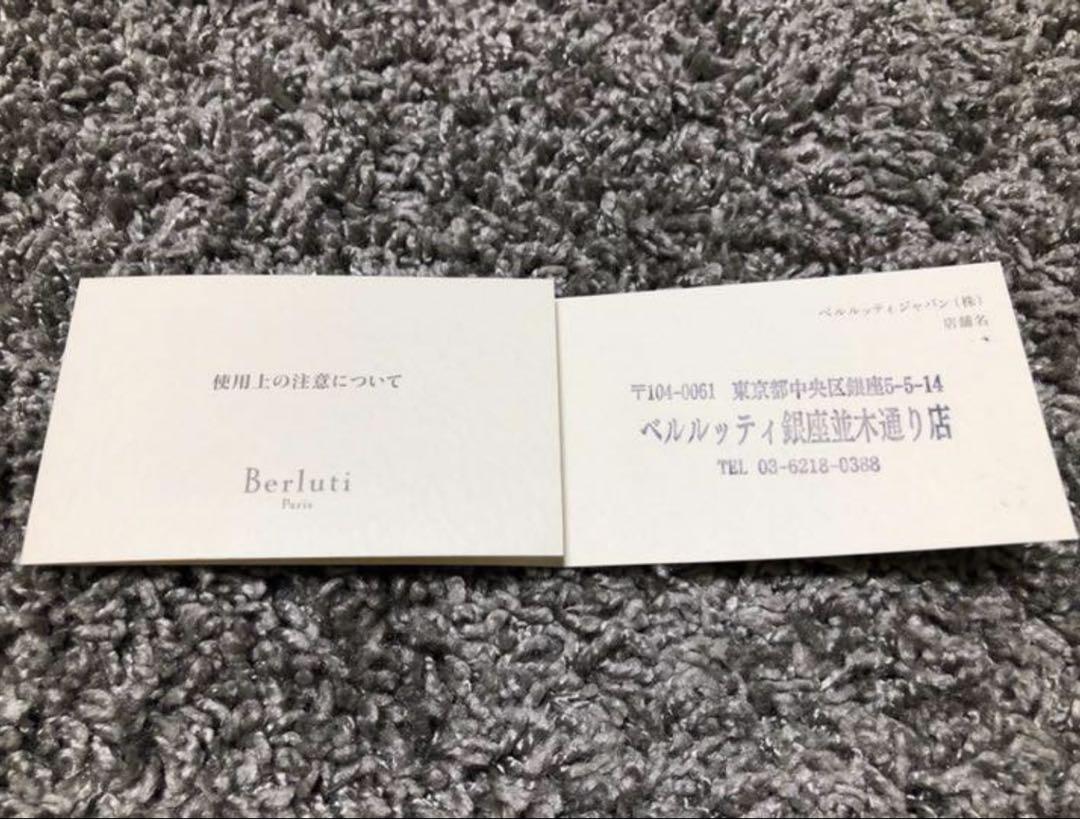 使用上の注意について
Berluti
Paris
ベルルッティジャパン(株)
店舗名
〒104-0061 東京都中央区銀座5-5-14
ベルルッティ銀座並木通り店
TEL 03-6218-0388